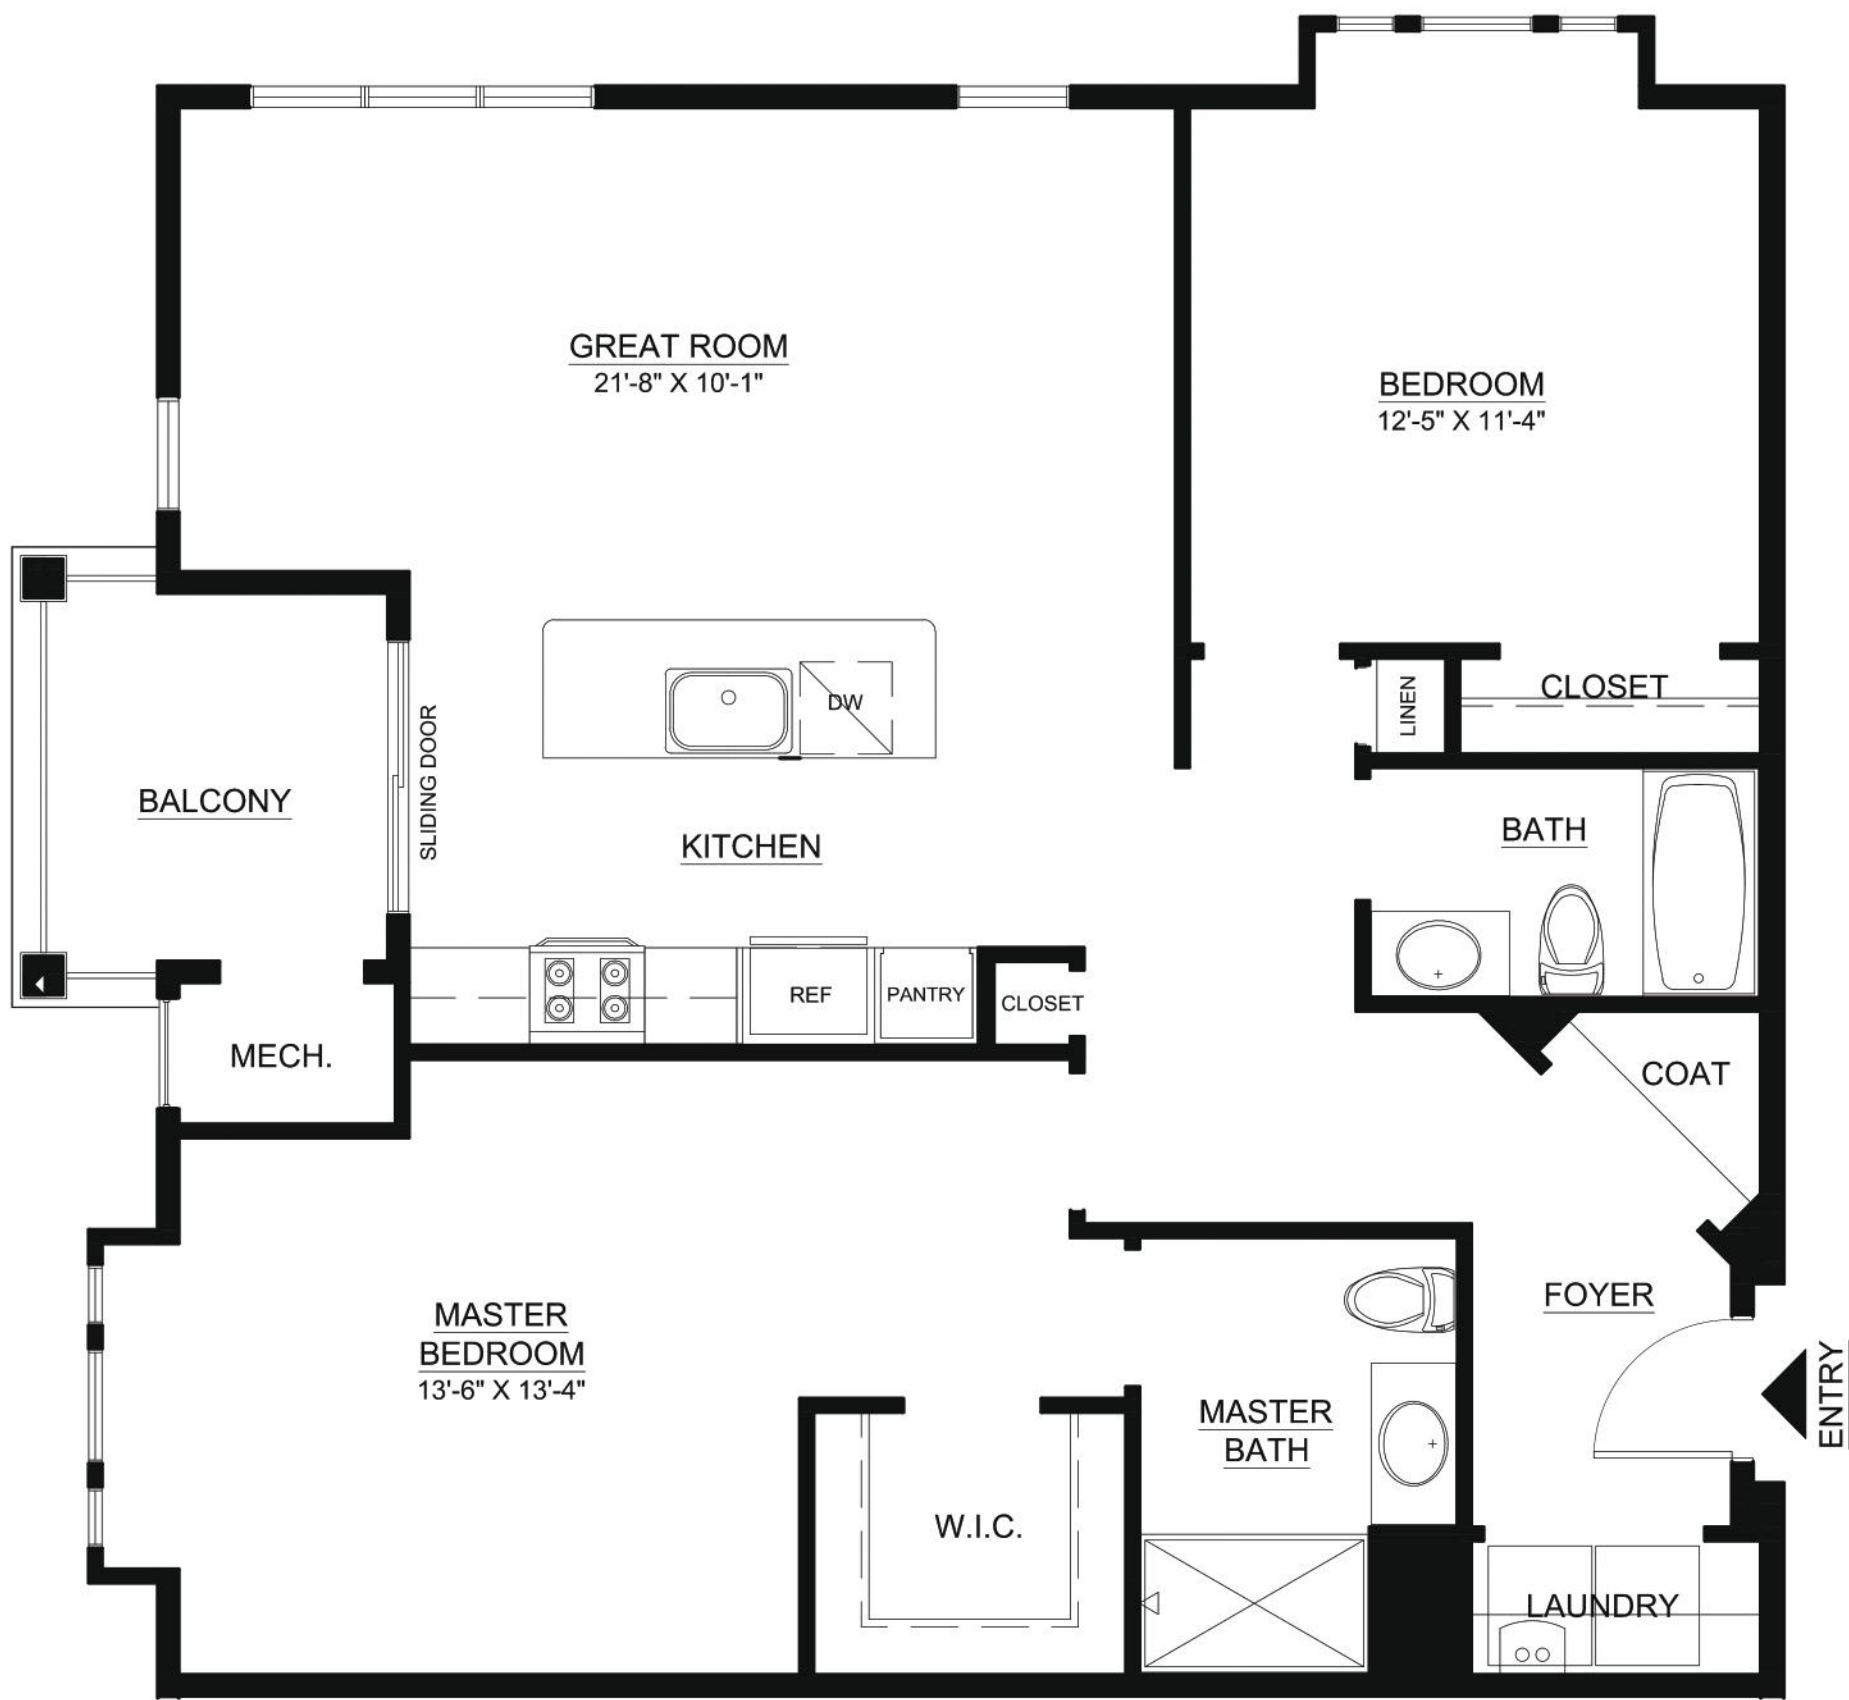 GREAT ROOM
21'-8" X 10'-1"
BEDROOM
12'-5" X 11'-4"
LINEN
CLOSET
DW
SLIDING DOOR
BALCONY
KITCHEN
BATH
REF
PANTRY
CLOSET
MECH.
COAT
MASTER
BEDROOM
13'-6" X 13'-4"
FOYER
ENTRY
MASTER
BATH
W.I.C.
LAUNDRY